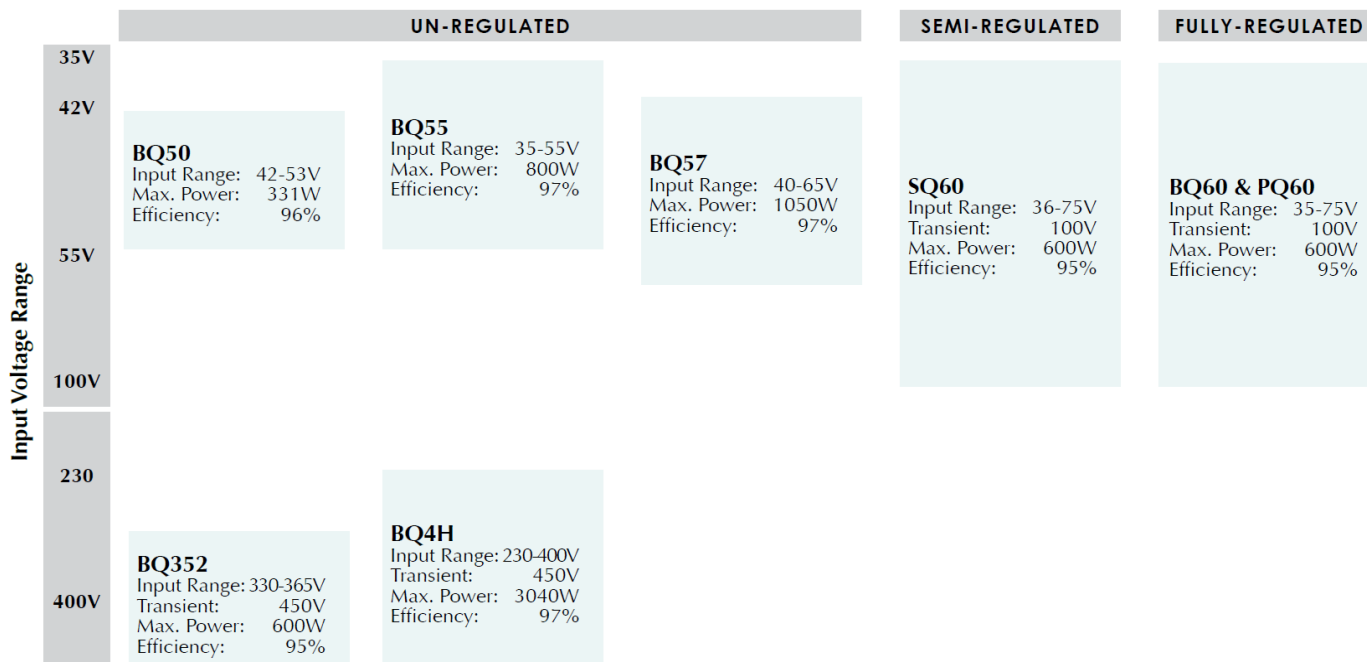 UN-REGULATED
SEMI-REGULATED
FULLY-REGULATED
Input Voltage Range
35V
42V
55V
100V
230
400V
BQ50
Input Range: 42-53V
Max. Power: 331W
Efficiency: 96%
BQ55
Input Range: 35-55V
Max. Power: 800W
Efficiency: 97%
BQ57
Input Range: 40-65V
Max. Power: 1050W
Efficiency: 97%
SQ60
Input Range: 36-75V
Transient: 100V
Max. Power: 600W
Efficiency: 95%
BQ60 & PQ60
Input Range: 35-75V
Transient: 100V
Max. Power: 600W
Efficiency: 95%
BQ352
Input Range: 330-365V
Transient: 450V
Max. Power: 600W
Efficiency: 95%
BQ4H
Input Range: 230-400V
Transient: 450V
Max. Power: 3040W
Efficiency: 97%